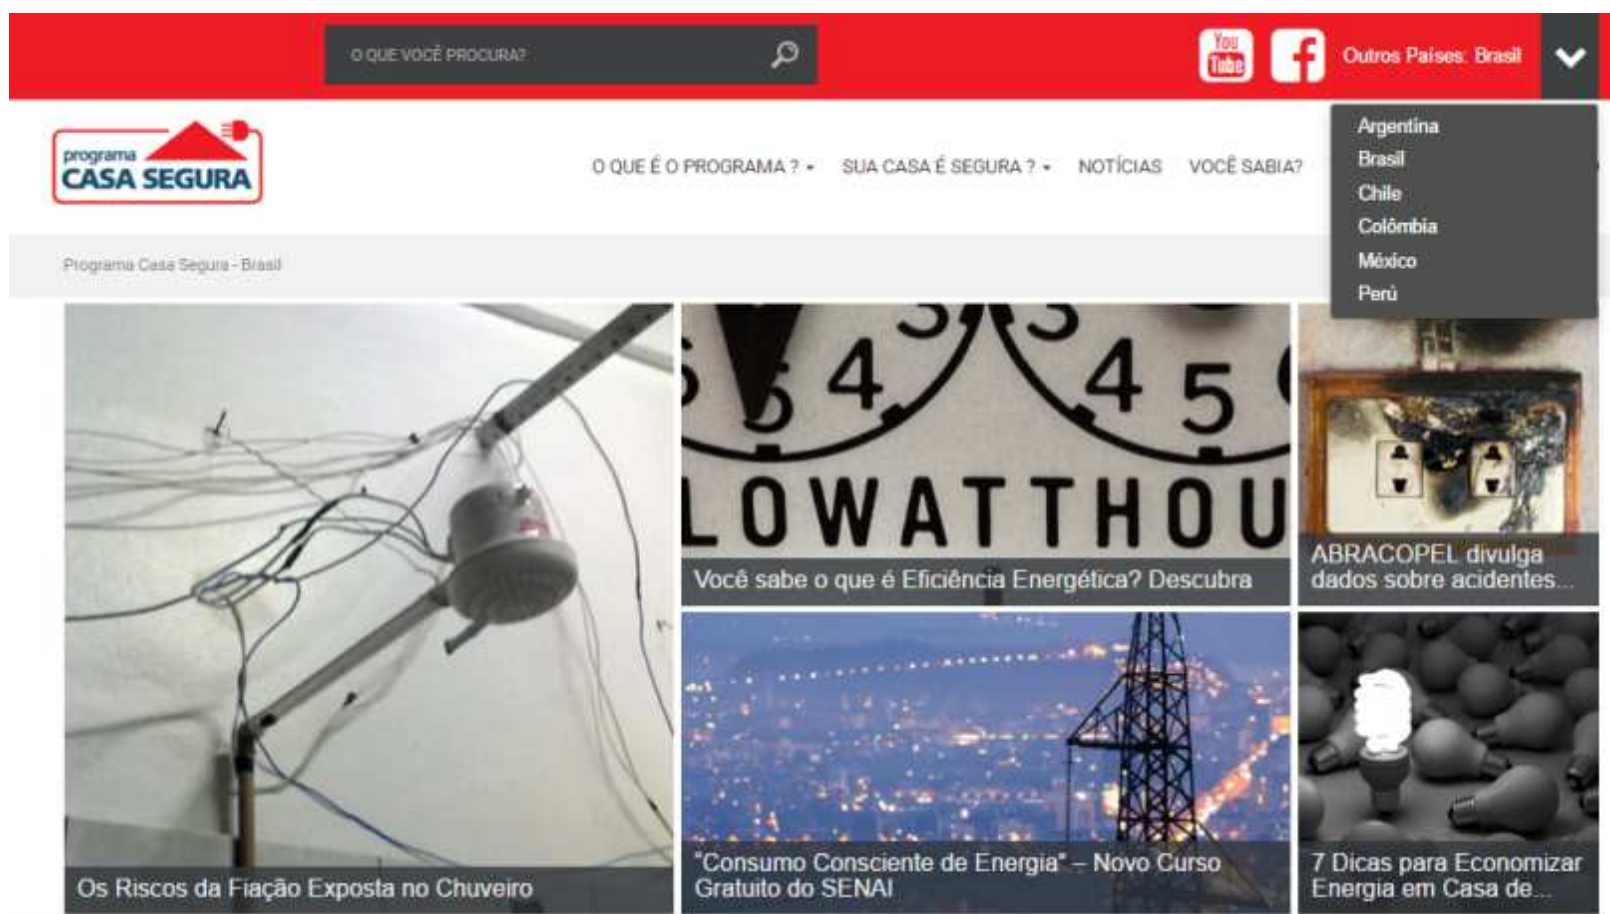 O QUE VOCÊ PROCURA?
You
Tube
Outros Países: Brasil
Argentina
Brasil
Chile
Colômbia
México
Perú
programa
CASA SEGURA
O QUE É O PROGRAMA ?
SUA CASA É SEGURA ?
NOTÍCIAS
VOCÊ SABIA?
Programa Casa Segura - Brasil
Os Riscos da Fiação Exposta no Chuveiro
5 4 3 3 4 5
LOWATTHOU
Você sabe o que é Eficiência Energética? Descubra
ABRACOPEL divulga
dados sobre acidentes...
"Consumo Consciente de Energia" – Novo Curso
Gratuito do SENAI
7 Dicas para Economizar
Energia em Casa de...